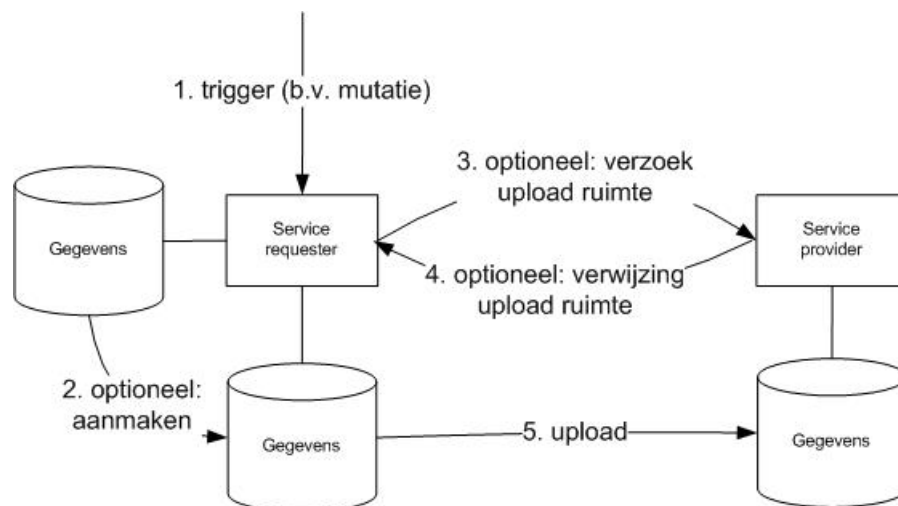 1. trigger (b.v. mutatie)
3. optioneel: verzoek
upload ruimte
Gegevens
Service
requester
Service
provider
4. optioneel: verwijzing
upload ruimte
2. optioneel:
aanmaken
Gegevens
5. upload
Gegevens